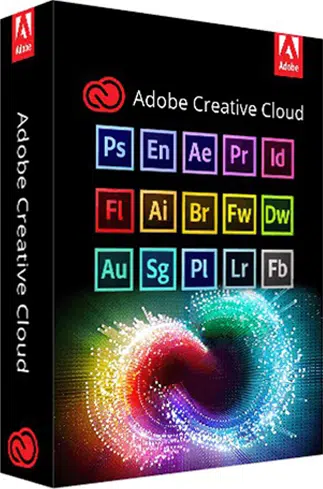 Adobe
Adobe
Adobe Creative Cloud
Adobe Creative Cloud
Ps En Ae Pr Id
Fl Ai Br Fw Dw
Au Sg Pl Lr Fb